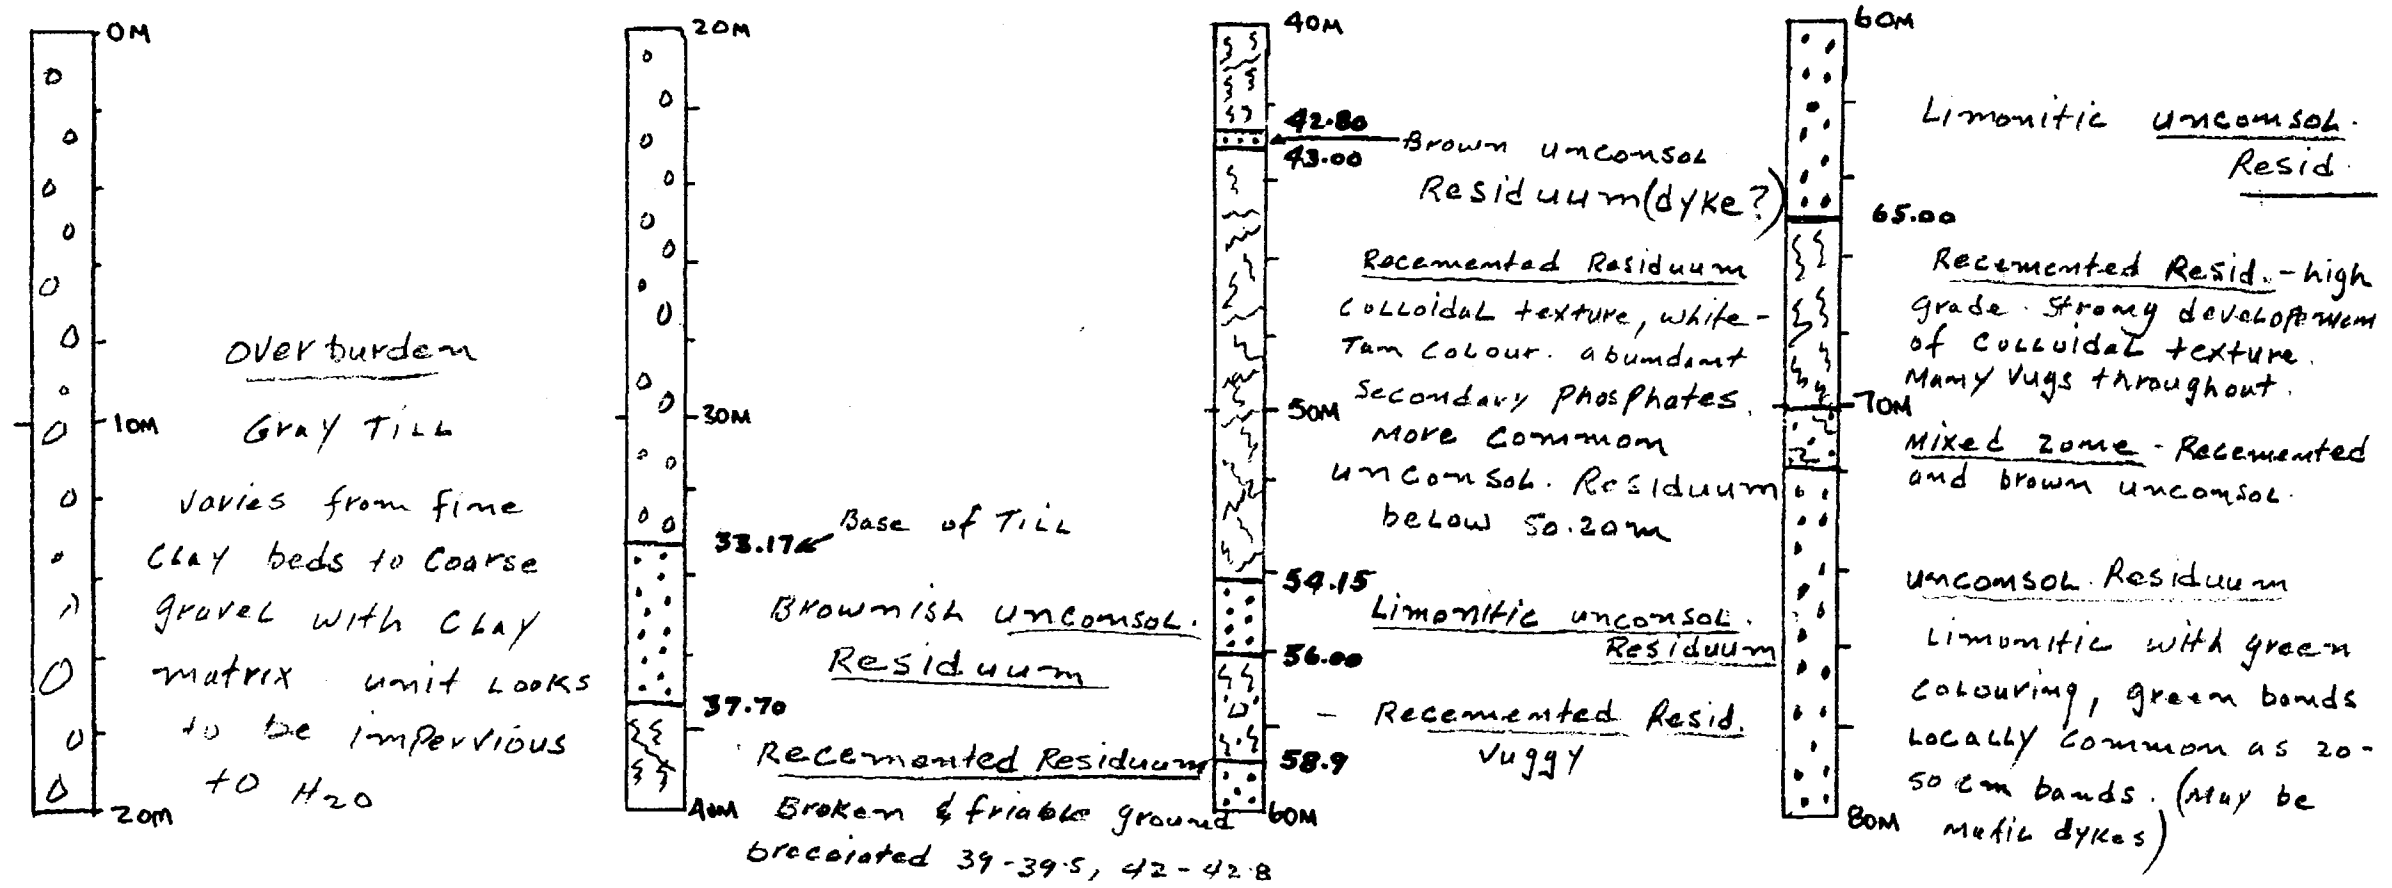 0M
Overburden
10M
Gray Till
varies from fine
clay beds to coarse
gravel with clay
matrix unit looks
to be impervious
to H2O
20M
20M
30M
33.17
Base of Till
Brownish unconsol.
Residuum
37.70
Recemented Residuum
40M
Broken & friable ground
brecciated 39-39.5, 42-42.8
40M
42.80
Brown unconsol
43.00
Residuum (dyke?)
Recemented Residuum
colloidal texture, white-
Tan colour. abundant
secondary phosphates.
50M
more common
unconsol. Residuum
below 50.20m
54.15
Limonitic unconsol.
Residuum
56.00
- Recemented Resid.
vuggy
58.9
60M
60M
Limonitic unconsol.
Resid.
65.00
Recemented Resid. - high
grade. Strong developmem
of colloidal texture.
Many vugs throughout.
70M
Mixed zone - Recemented
and brown unconsol.
unconsol. Residuum
Limonitic with green
colouring, green bands
locally common as 20-
50 cm bands. (May be
mafic dykes)
80M